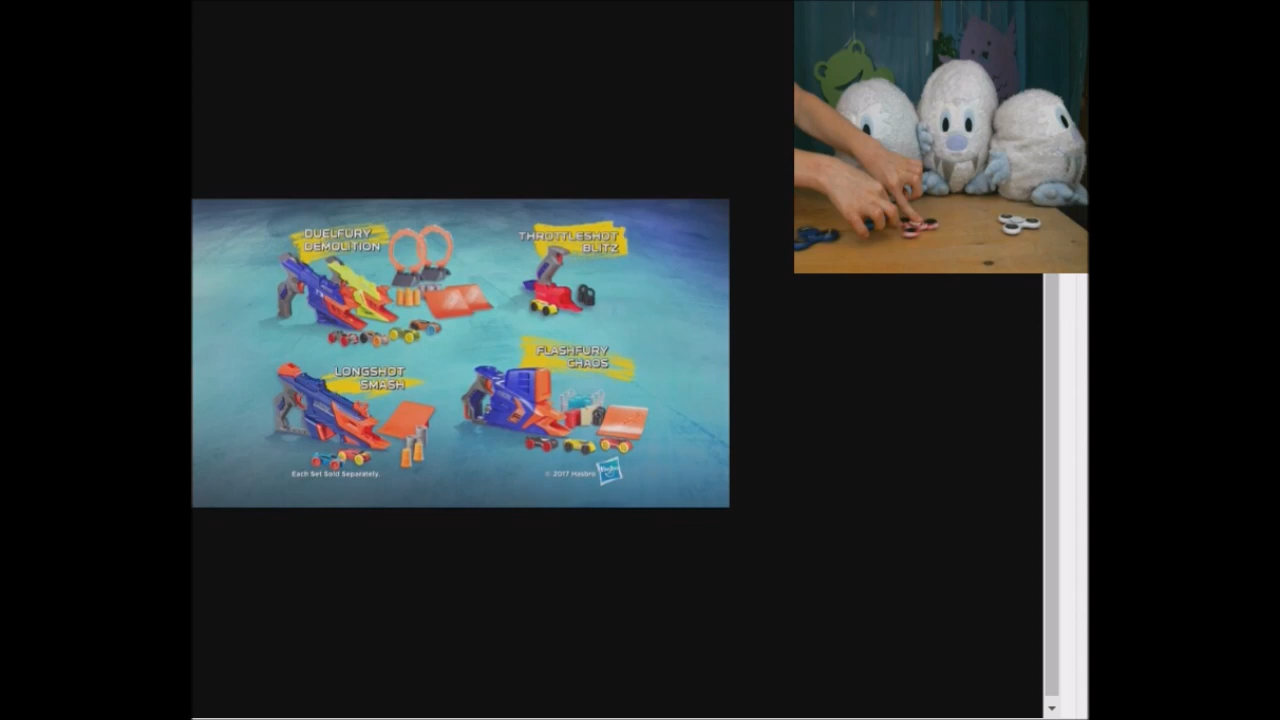 DUELFURY
DEMOLITION
THROTTLESHOT
BLITZ
LONGSHOT
SMASH
FLASHFURY
CHAOS
Each Set Sold Separately.
© 2017 Hasbro
Hasbro